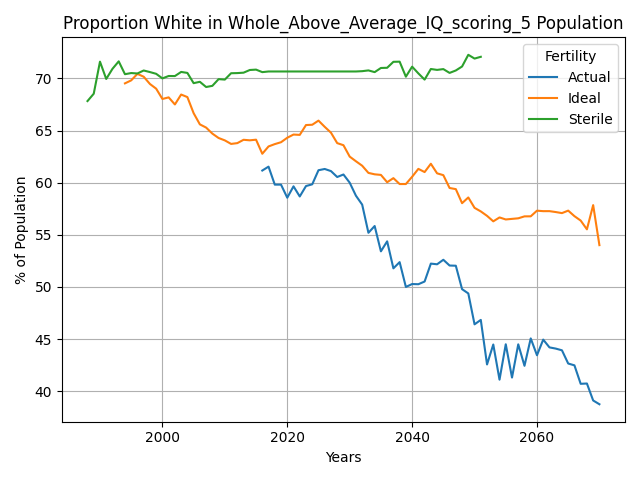 Proportion White in Whole_Above_Average_IQ_scoring_5 Population
% of Population
70
65
60
55
50
45
40
Fertility
Actual
Ideal
Sterile
2000
2020
2040
2060
Years